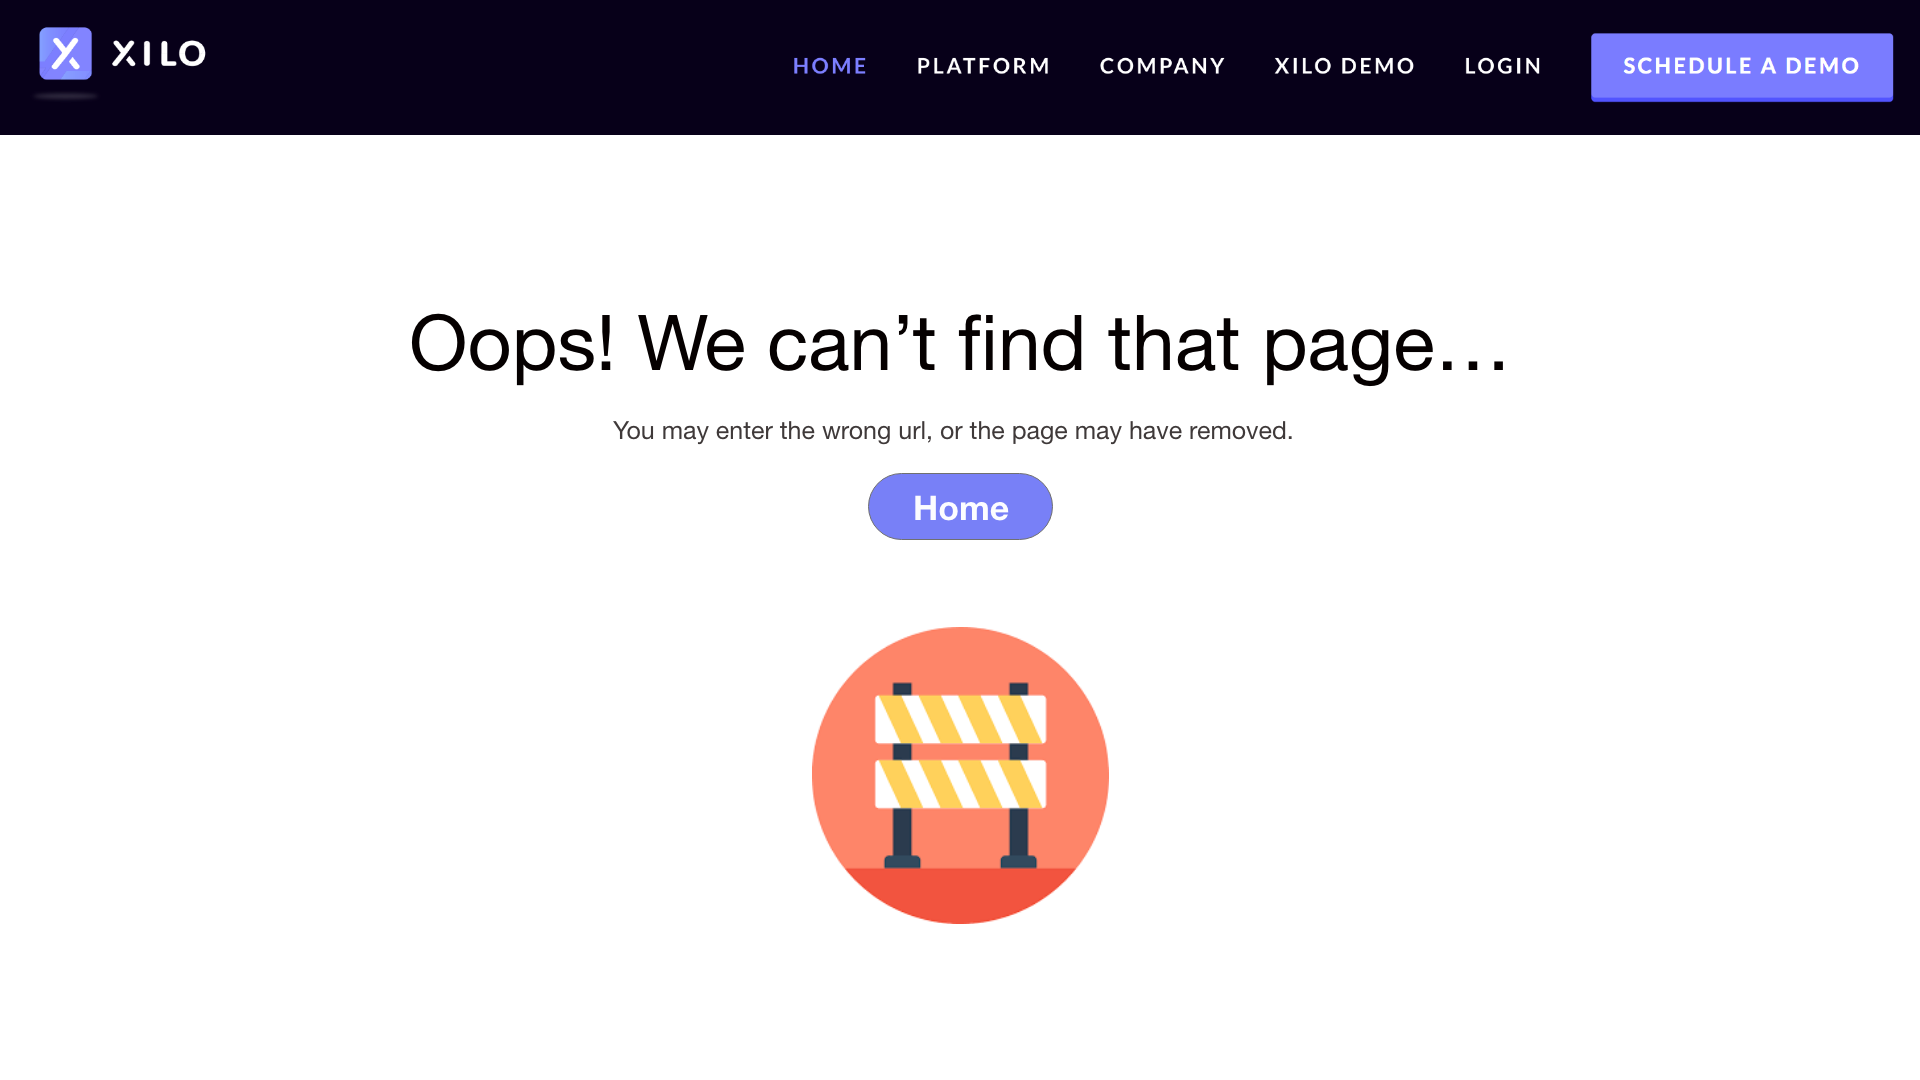 XILO
HOME PLATFORM COMPANY XILO DEMO LOGIN SCHEDULE A DEMO
Oops! We can’t find that page…
You may enter the wrong url, or the page may have removed.
Home